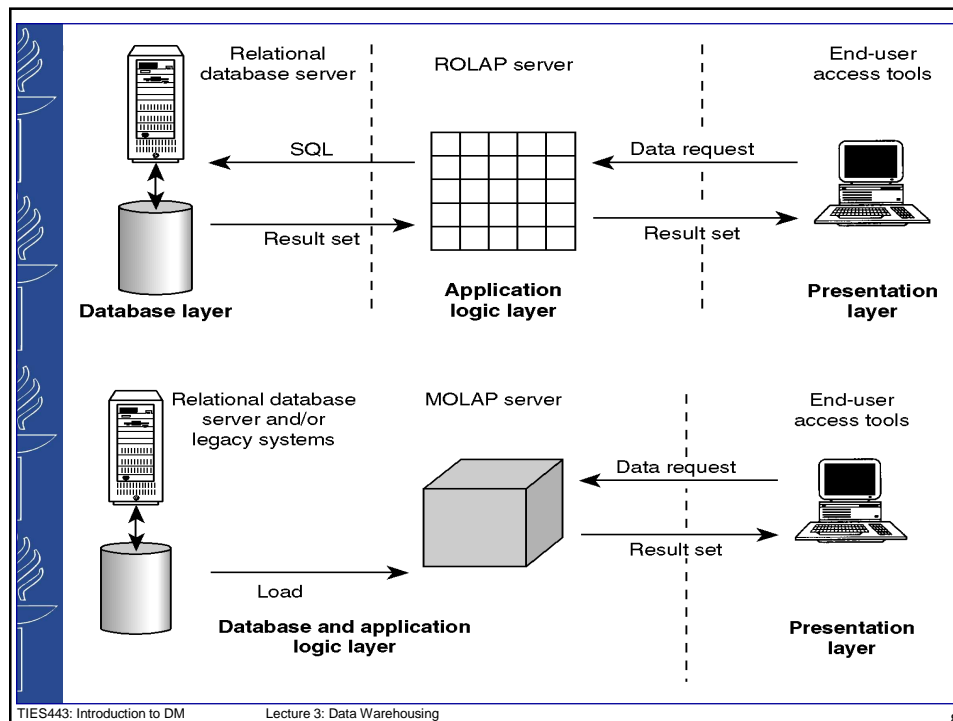 Relational
database server
ROLAP server
End-user
access tools
SQL
Data request
Result set
Result set
Database layer
Application
logic layer
Presentation
layer
Relational database
server and/or
legacy systems
MOLAP server
End-user
access tools
Data request
Result set
Load
Database and application
logic layer
Presentation
layer
TIES443: Introduction to DM
Lecture 3: Data Warehousing